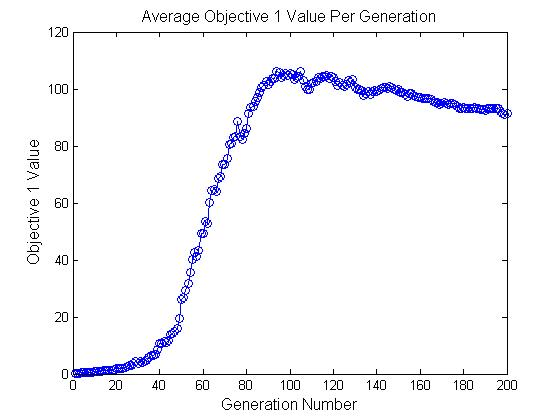 Average Objective 1 Value Per Generation
120
100
80
60
40
20
0
Objective 1 Value
0 20 40 60 80 100 120 140 160 180 200
Generation Number